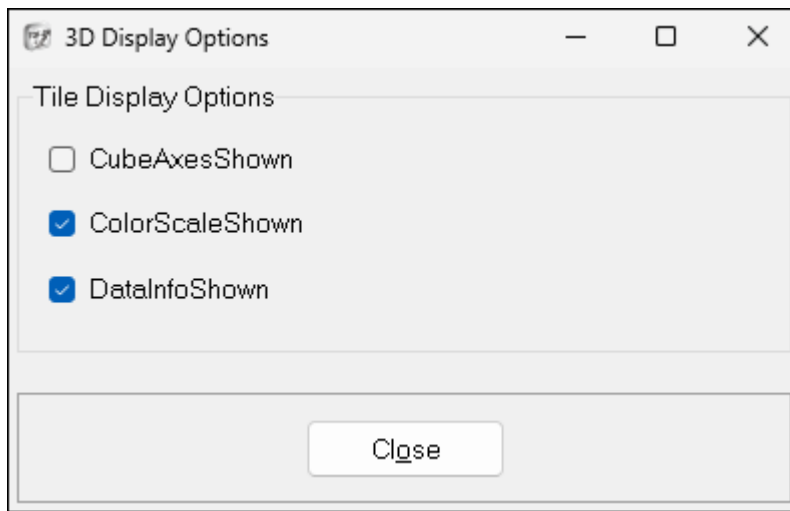 3D Display Options
Tile Display Options
CubeAxesShown
ColorScaleShown
DataInfoShown
Close